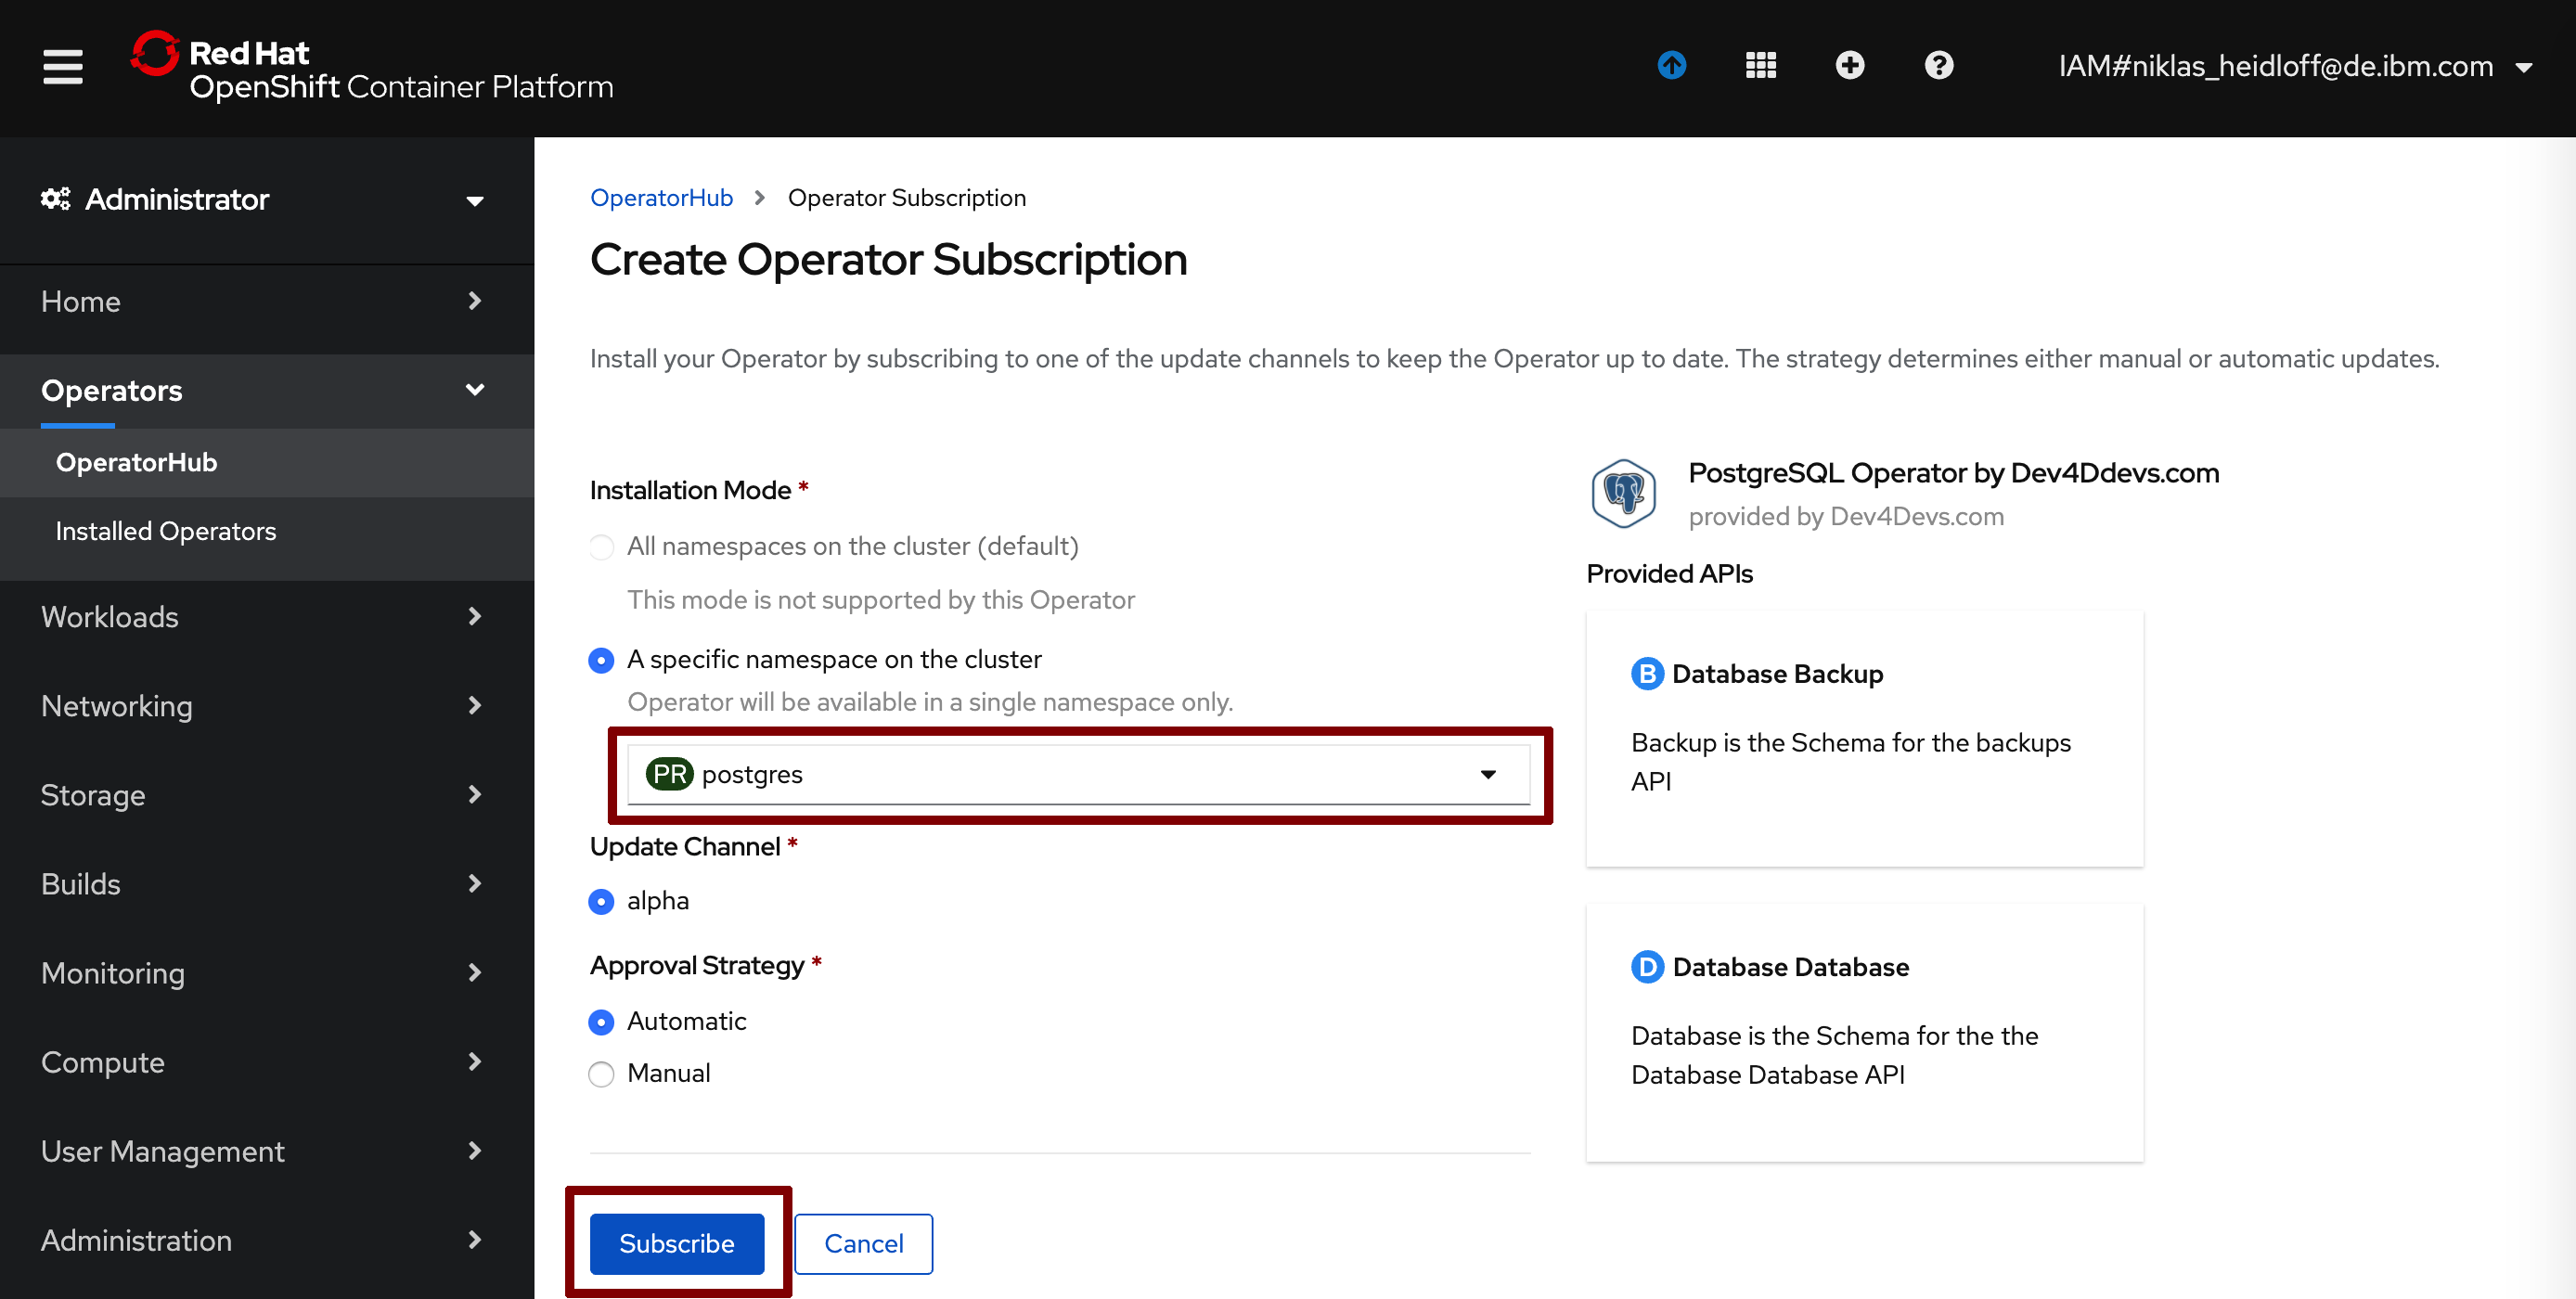 Red Hat
OpenShift Container Platform
IAM#niklas_heidloff@de.ibm.com
Administrator
Home
Operators
OperatorHub
Installed Operators
Workloads
Networking
Storage
Builds
Monitoring
Compute
User Management
Administration
OperatorHub > Operator Subscription
Create Operator Subscription
Install your Operator by subscribing to one of the update channels to keep the Operator up to date. The strategy determines either manual or automatic updates.
Installation Mode *
All namespaces on the cluster (default)
This mode is not supported by this Operator
A specific namespace on the cluster
Operator will be available in a single namespace only.
PR postgres
Update Channel *
alpha
Approval Strategy *
Automatic
Manual
Subscribe
Cancel
PostgreSQL Operator by Dev4Ddevs.com
provided by Dev4Devs.com
Provided APIs
B Database Backup
Backup is the Schema for the backups
API
D Database Database
Database is the Schema for the the
Database Database API